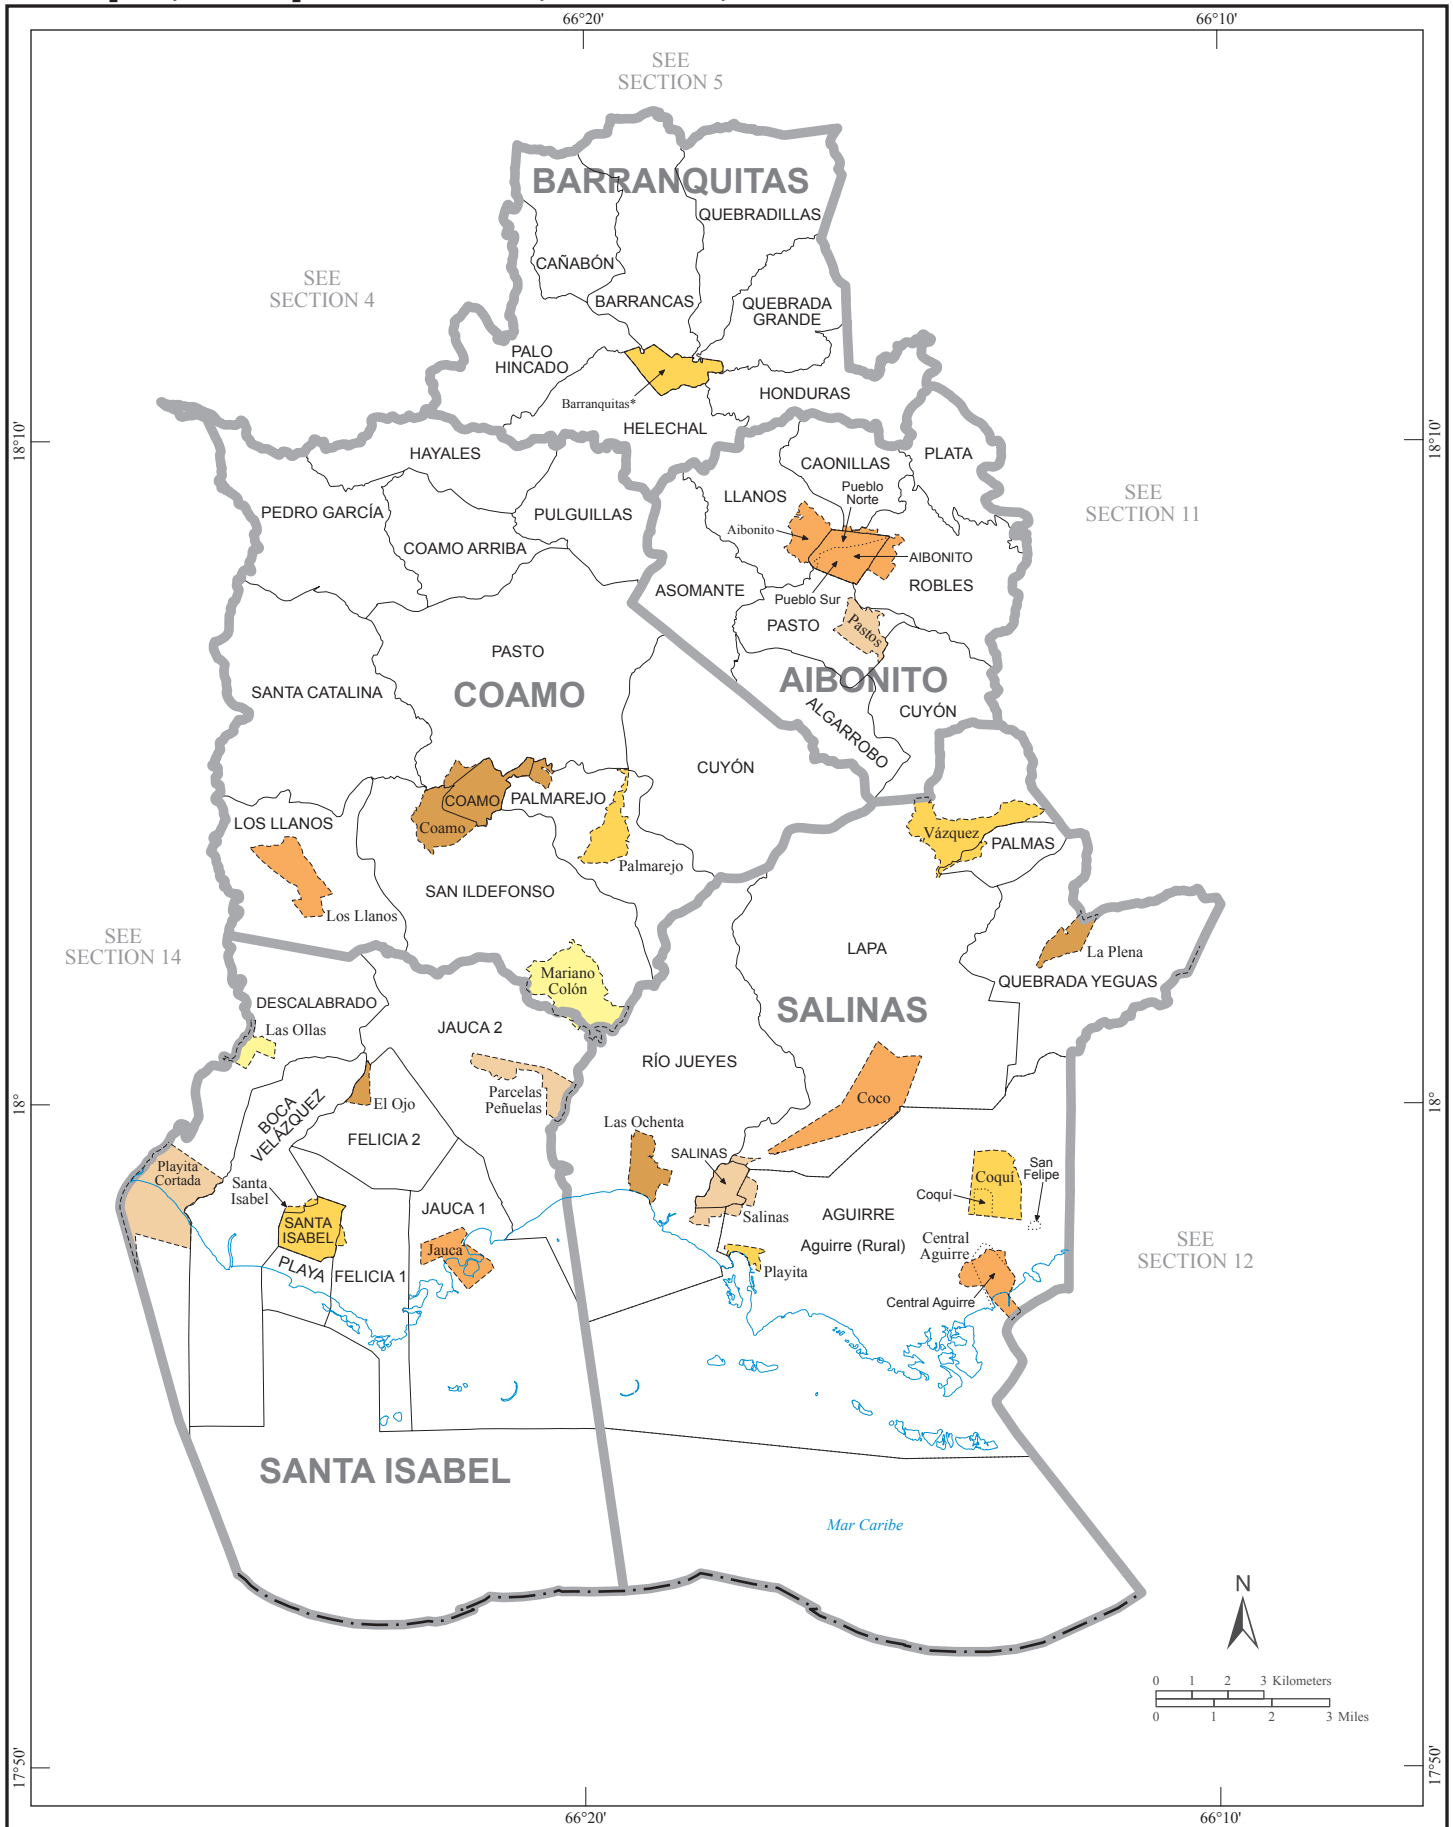 66°20'
66°10'
SEE
SECTION 5
BARRANQUITAS
QUEBRADILLAS
CAÑABÓN
SEE
SECTION 4
BARRANCAS
QUEBRADA
GRANDE
PALO
HINCADO
HONDURAS
Barranquitas*
HELECHAL
18°10'
18°10'
HAYALES
CAONILLAS
PLATA
LLANOS
Pueblo
Norte
SEE
SECTION 11
PEDRO GARCÍA
PULGUILLAS
Aibonito
COAMO ARRIBA
AIBONITO
ASOMANTE
ROBLES
Pueblo Sur
PASTO
Pastos
PASTO
SANTA CATALINA
COAMO
AIBONITO
CUYÓN
ALGARROBO
CUYÓN
COAMO
PALMAREJO
LOS LLANOS
Coamo
Vázquez
PALMAS
Palmarejo
SAN ILDEFONSO
Los Llanos
SEE
SECTION 14
LAPA
La Plena
Mariano
Colón
QUEBRADA YEGUAS
DESCALABRADO
SALINAS
JAUCA 2
Las Ollas
RÍO JUEYES
Parcelas
Peñuelas
Coco
El Ojo
18°
18°
BOCA
VELÁZQUEZ
Las Ochenta
FELICIA 2
SALINAS
Playita
Cortada
San
Felipe
Coquí
Santa
Isabel
Coquí
JAUCA 1
Salinas
AGUIRRE
SANTA
ISABEL
Aguirre (Rural)
Central
Aguirre
SEE
SECTION 12
Jauca
PLAYA
FELICIA 1
Playita
Central Aguirre
SANTA ISABEL
Mar Caribe
N
0 1 2 3 Kilometers
0 1 2 3 Miles
17°50'
17°50'
66°20'
66°10'